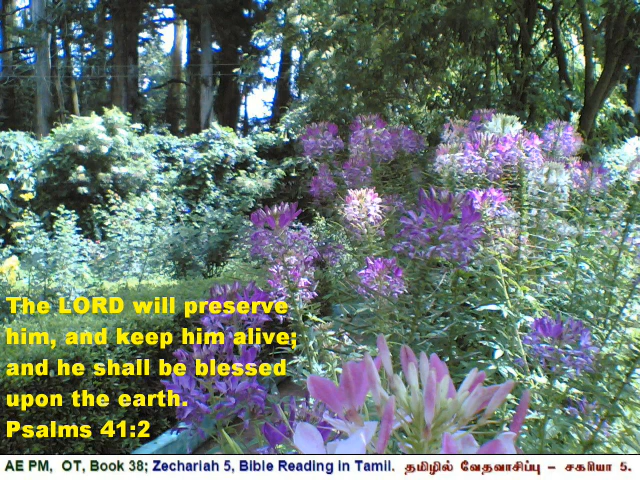 The LORD will preserve
him, and keep him alive;
and he shall be blessed
upon the earth.
Psalms 41:2
AE PM, OT, Book 38; Zechariah 5, Bible Reading in Tamil. தமிழில் வேதவாசிப்பு – சகரியா 5.